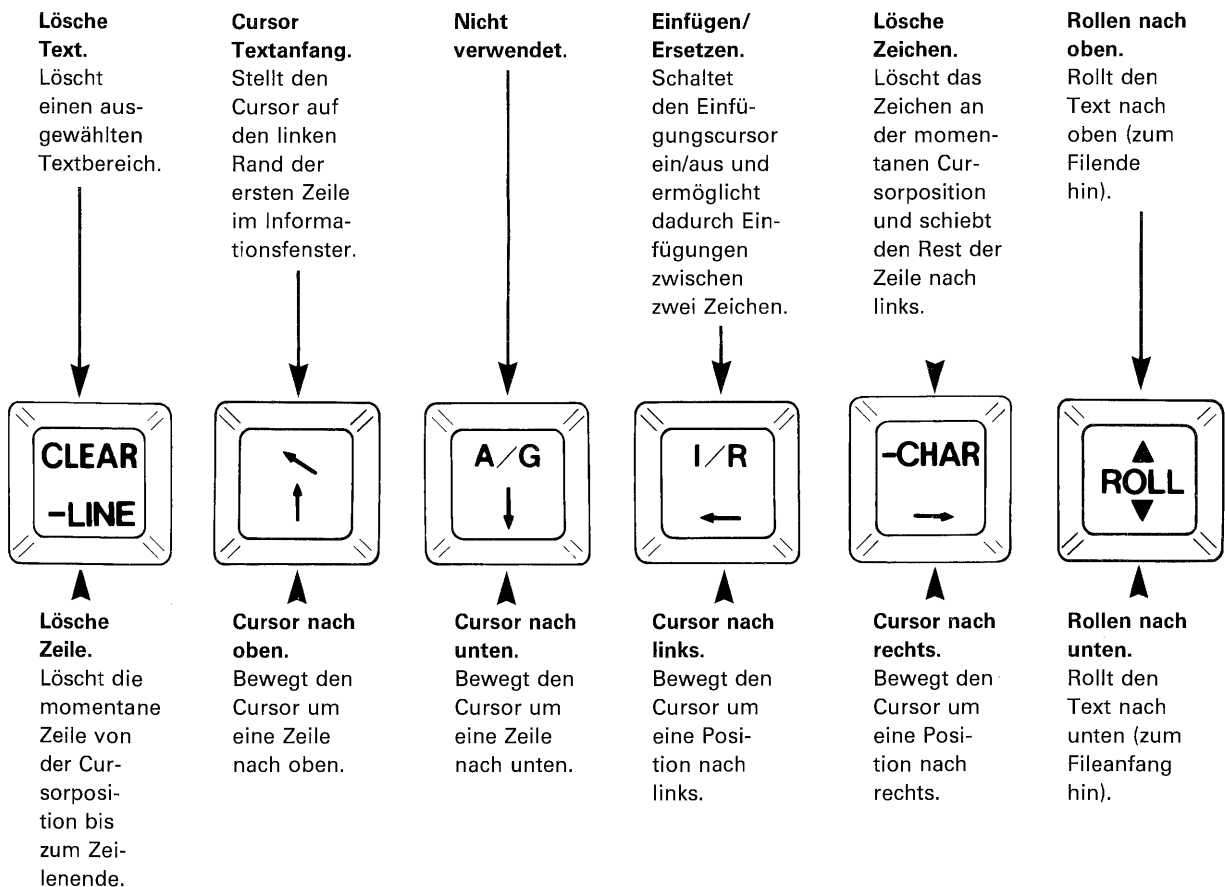 Lösche
Text.
Löscht
einen aus-
gewählten
Textbereich.
Cursor
Textanfang.
Stellt den
Cursor auf
den linken
Rand der
ersten Zeile
im Informa-
tionsfenster.
Nicht
verwendet.
Einfügen/
Ersetzen.
Schaltet
den Einfü-
gungscursor
ein/aus und
ermöglicht
dadurch Ein-
fügungen
zwischen
zwei Zeichen.
Lösche
Zeichen.
Löscht das
Zeichen an
der momen-
tanen Cur-
sorposition
und schiebt
den Rest der
Zeile nach
links.
Rollen nach
oben.
Rollt den
Text nach
oben (zum
Filende
hin).
CLEAR
-LINE
A/G
I/R
-CHAR
ROLL
Lösche
Zeile.
Löscht die
momentane
Zeile von
der Cur-
sorposi-
tion bis
zum Zei-
lenende.
Cursor nach
oben.
Bewegt den
Cursor um
eine Zeile
nach oben.
Cursor nach
unten.
Bewegt den
Cursor um
eine Zeile
nach unten.
Cursor nach
links.
Bewegt den
Cursor um
eine Posi-
tion nach
links.
Cursor nach
rechts.
Bewegt den
Cursor um
eine Posi-
tion nach
rechts.
Rollen nach
unten.
Rollt den
Text nach
unten (zum
Fileanfang
hin).